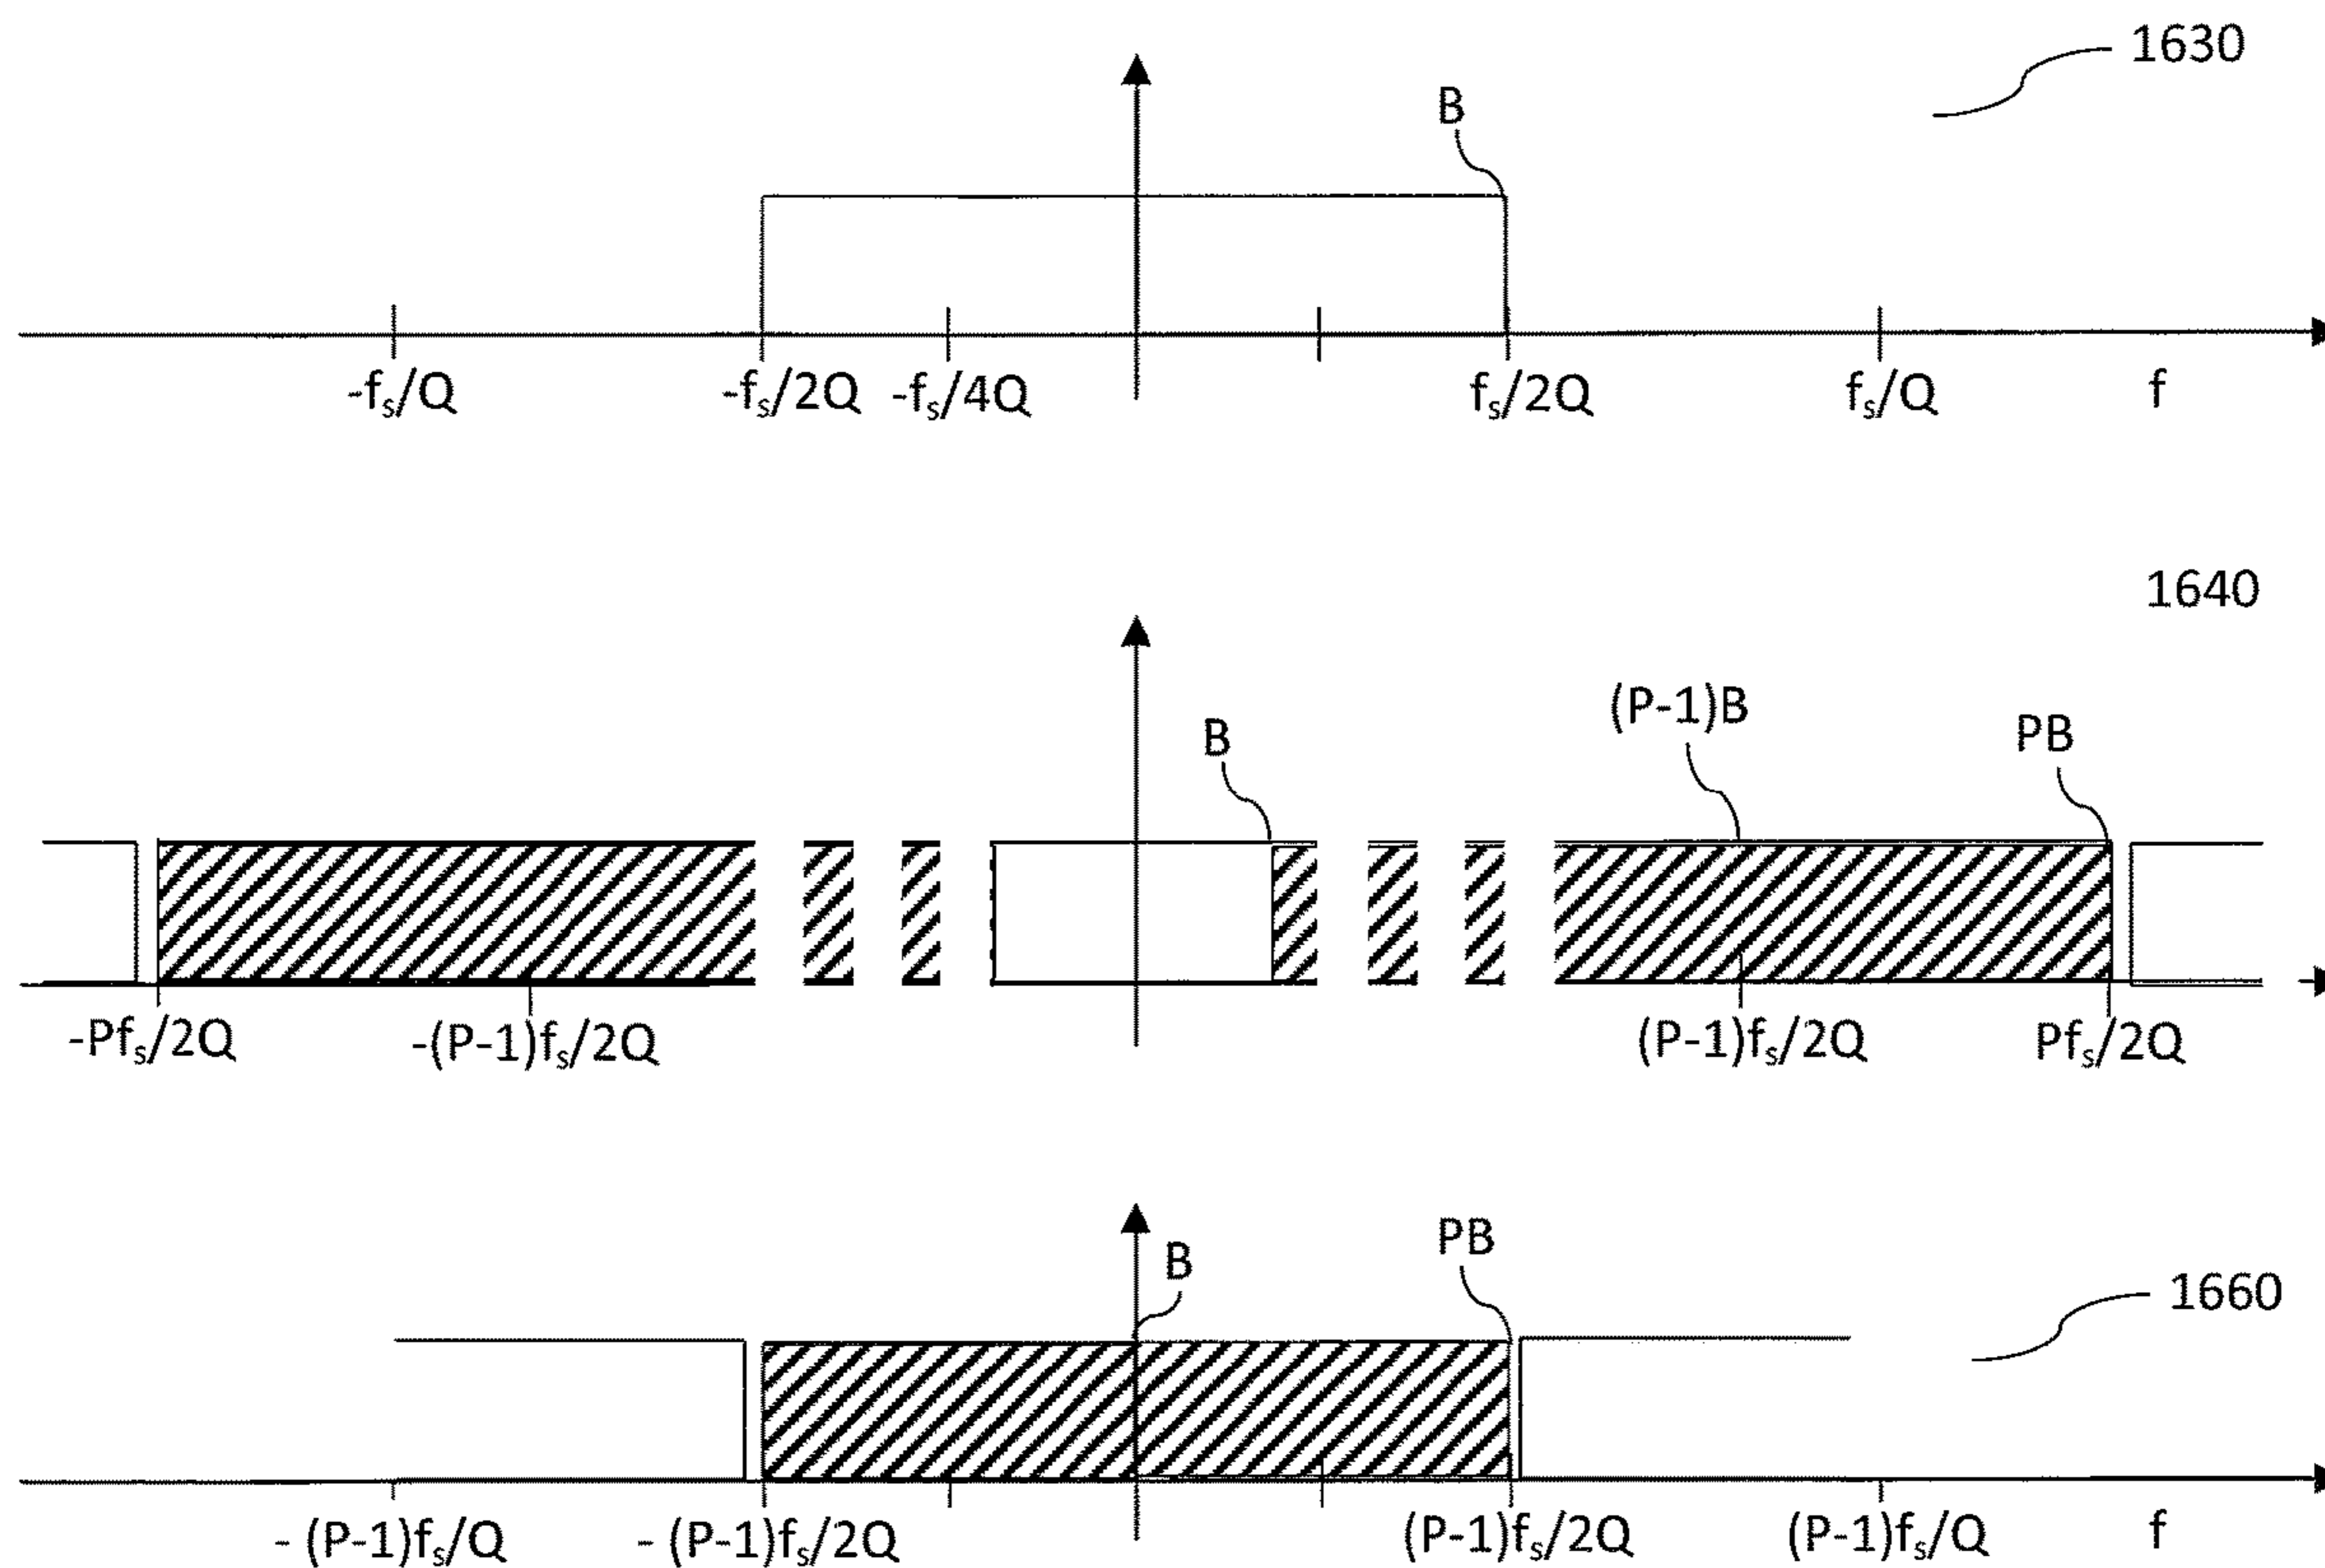 1630
B
-fs/Q -fs/2Q -fs/4Q fs/2Q fs/Q f
1640
(P-1)B
B PB
-Pfs/2Q -(P-1)fs/2Q (P-1)fs/2Q Pfs/2Q
PB
B
1660
- (P-1)fs/Q - (P-1)fs/2Q (P-1)fs/2Q (P-1)fs/Q f